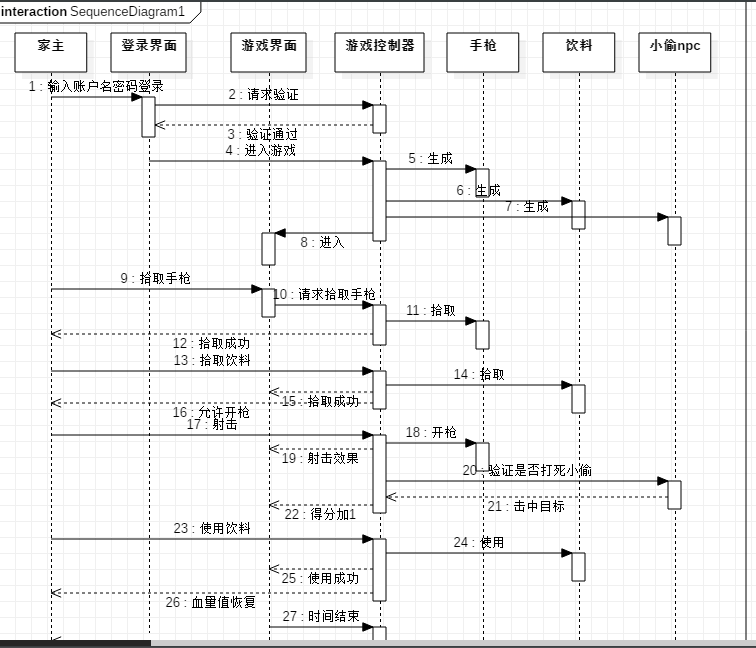 interaction SequenceDiagram1
家主
登录界面
游戏界面
游戏控制器
手枪
饮料
小偷npc
1 : 输入账户名密码登录
2 : 请求验证
3 : 验证通过
4 : 进入游戏
5 : 生成
6 : 生成
7 : 生成
8 : 进入
9 : 拾取手枪
10 : 请求拾取手枪
11 : 拾取
12 : 拾取成功
13 : 拾取饮料
14 : 拾取
15 : 拾取成功
16 : 允许开枪
17 : 射击
18 : 开枪
19 : 射击效果
20 : 验证是否打死小偷
21 : 击中目标
22 : 得分加1
23 : 使用饮料
24 : 使用
25 : 使用成功
26 : 血量值恢复
27 : 时间结束